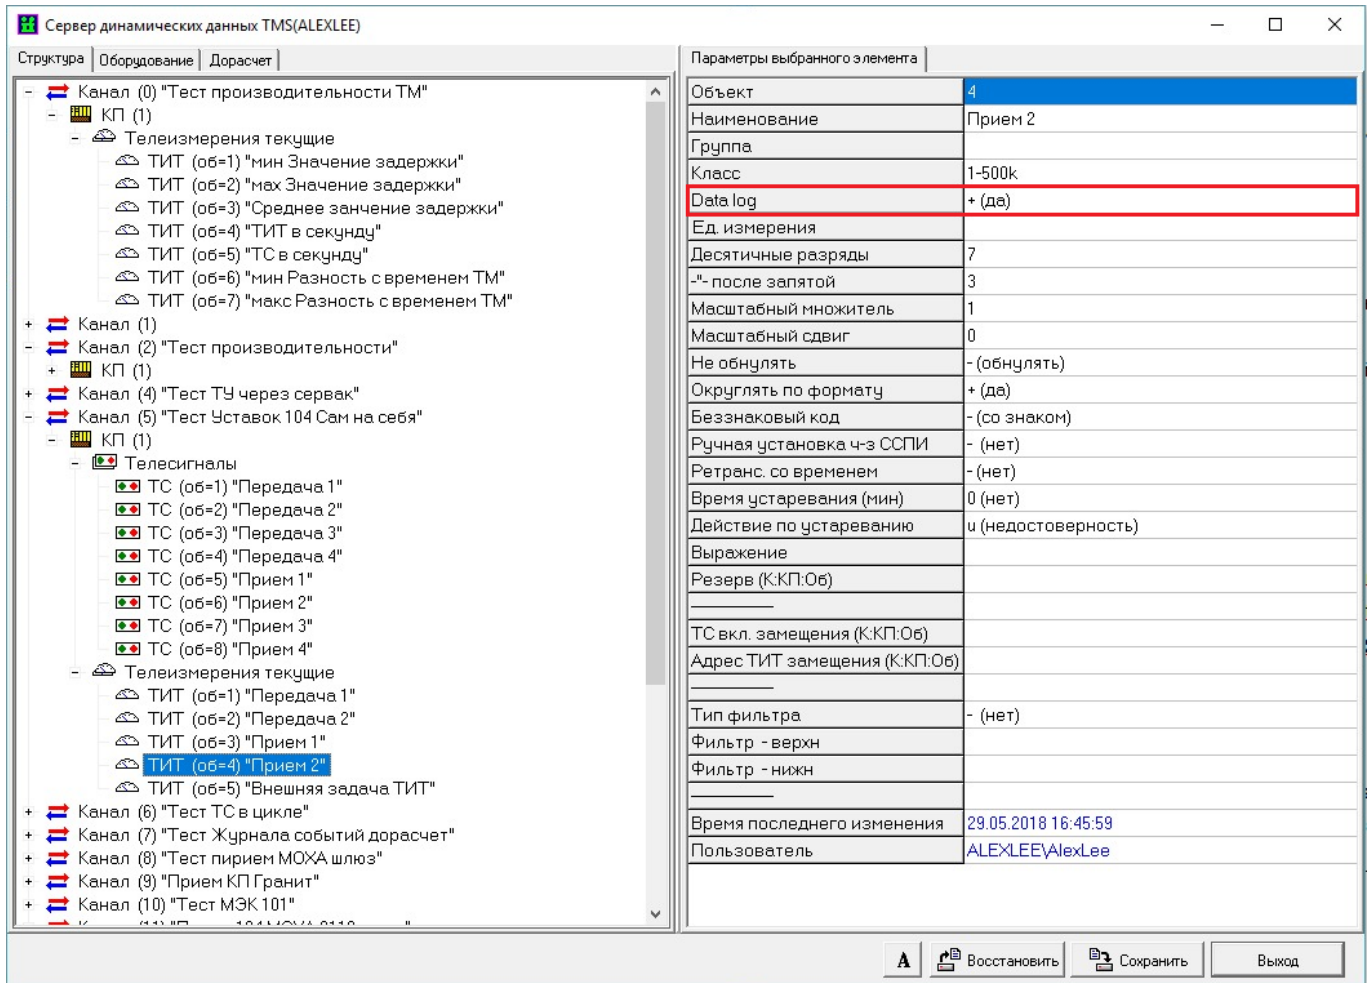 Сервер динамических данных TMS(ALEXLEE)
Структура Оборудование Дорасчет
Канал (0) "Тест производительности ТМ"
КП (1)
Телеизмерения текущие
ТИТ (об=1) "мин Значение задержки"
ТИТ (об=2) "мах Значение задержки"
ТИТ (об=3) "Среднее занчение задержки"
ТИТ (об=4) "ТИТ в секунду"
ТИТ (об=5) "ТС в секунду"
ТИТ (об=6) "мин Разность с временем ТМ"
ТИТ (об=7) "макс Разность с временем ТМ"
Канал (1)
Канал (2) "Тест производительности"
КП (1)
Канал (4) "Тест ТУ через сервак"
Канал (5) "Тест Уставок 104 Сам на себя"
КП (1)
Телесигналы
ТС (об=1) "Передача 1"
ТС (об=2) "Передача 2"
ТС (об=3) "Передача 3"
ТС (об=4) "Передача 4"
ТС (об=5) "Прием 1"
ТС (об=6) "Прием 2"
ТС (об=7) "Прием 3"
ТС (об=8) "Прием 4"
Телеизмерения текущие
ТИТ (об=1) "Передача 1"
ТИТ (об=2) "Передача 2"
ТИТ (об=3) "Прием 1"
ТИТ (об=4) "Прием 2"
ТИТ (об=5) "Внешняя задача ТИТ"
Канал (6) "Тест ТС в цикле"
Канал (7) "Тест Журнала событий дорасчет"
Канал (8) "Тест пирием МОХА шлюз"
Канал (9) "Прием КП Гранит"
Канал (10) "Тест МЭК 101"
Параметры выбранного элемента
Объект 4
Наименование Прием 2
Группа
Класс 1-500k
Data log + (да)
Ед. измерения
Десятичные разряды 7
-"- после запятой 3
Масштабный множитель 1
Масштабный сдвиг 0
Не обнулять - (обнулять)
Округлять по формату + (да)
Беззнаковый код - (со знаком)
Ручная установка ч-з ССПИ - (нет)
Ретранс. со временем - (нет)
Время устаревания (мин) 0 (нет)
Действие по устареванию u (недостоверность)
Выражение
Резерв (К:КП:Об)
ТС вкл. замещения (К:КП:Об)
Адрес ТИТ замещения (К:КП:Об)
Тип фильтра - (нет)
Фильтр - верхн
Фильтр - нижн
Время последнего изменения 29.05.2018 16:45:59
Пользователь ALEXLEE\AlexLee
А Восстановить Сохранить Выход